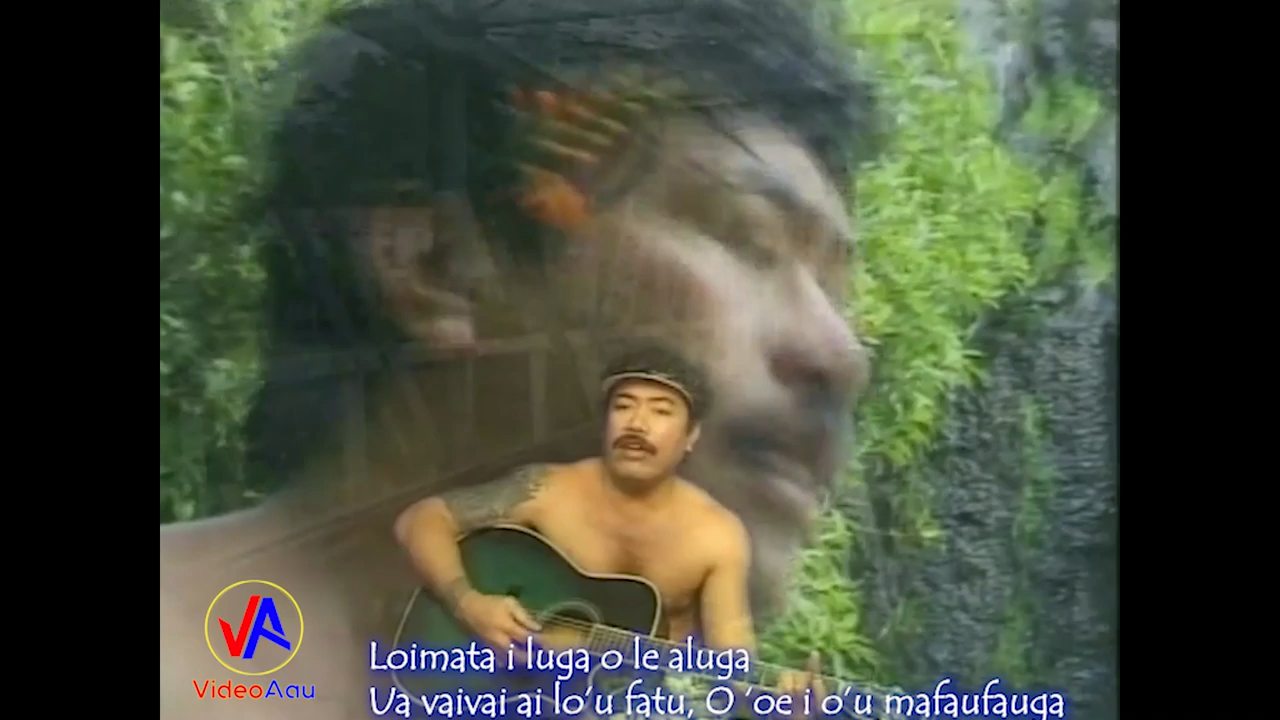 Loimata i luga o le aluga
Ua vaivai ai lo'u fatu, O 'oe i o'u mafaufauga
VA
VideoAau